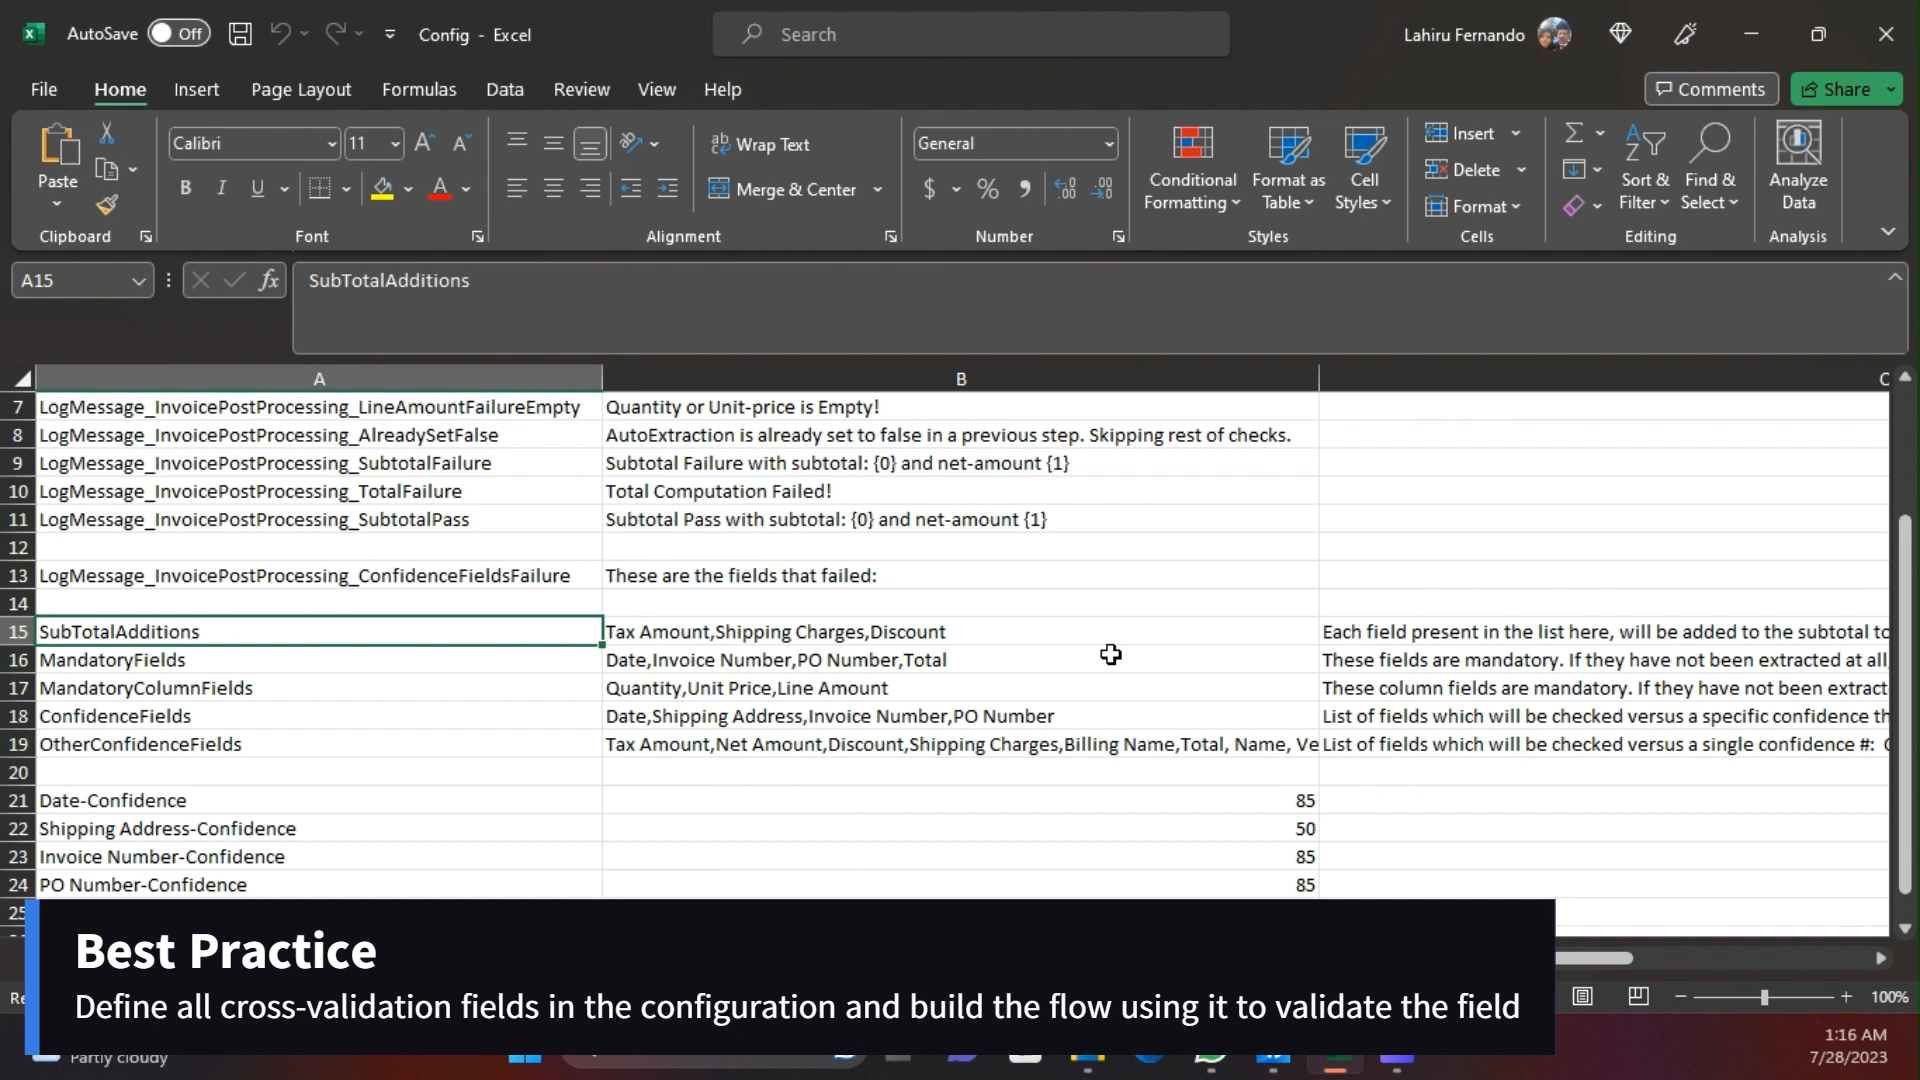 AutoSave Off Config - Excel Search Lahiru Fernando
File Home Insert Page Layout Formulas Data Review View Help Comments Share
Paste Calibri 11 Wrap Text General Insert
B I U Merge & Center $ % Conditional Formatting Format as Table Cell Styles Delete Format Sort & Filter Find & Select Analyze Data
Clipboard Font Alignment Number Styles Cells Editing Analysis
A15 fx SubTotalAdditions
A B C
7 LogMessage_InvoicePostProcessing_LineAmountFailureEmpty Quantity or Unit-price is Empty!
8 LogMessage_InvoicePostProcessing_AlreadySetFalse AutoExtraction is already set to false in a previous step. Skipping rest of checks.
9 LogMessage_InvoicePostProcessing_SubtotalFailure Subtotal Failure with subtotal: {0} and net-amount {1}
10 LogMessage_InvoicePostProcessing_TotalFailure Total Computation Failed!
11 LogMessage_InvoicePostProcessing_SubtotalPass Subtotal Pass with subtotal: {0} and net-amount {1}
12
13 LogMessage_InvoicePostProcessing_ConfidenceFieldsFailure These are the fields that failed:
14
15 SubTotalAdditions Tax Amount,Shipping Charges,Discount Each field present in the list here, will be added to the subtotal to
16 MandatoryFields Date,Invoice Number,PO Number,Total These fields are mandatory. If they have not been extracted at all,
17 MandatoryColumnFields Quantity,Unit Price,Line Amount These column fields are mandatory. If they have not been extract
18 ConfidenceFields Date,Shipping Address,Invoice Number,PO Number List of fields which will be checked versus a specific confidence th
19 OtherConfidenceFields Tax Amount,Net Amount,Discount,Shipping Charges,Billing Name,Total, Name, Ve List of fields which will be checked versus a single confidence #:
20
21 Date-Confidence 85
22 Shipping Address-Confidence 50
23 Invoice Number-Confidence 85
24 PO Number-Confidence 85
25
Best Practice
Define all cross-validation fields in the configuration and build the flow using it to validate the field
Re 100%
Partly cloudy 1:16 AM
7/28/2023